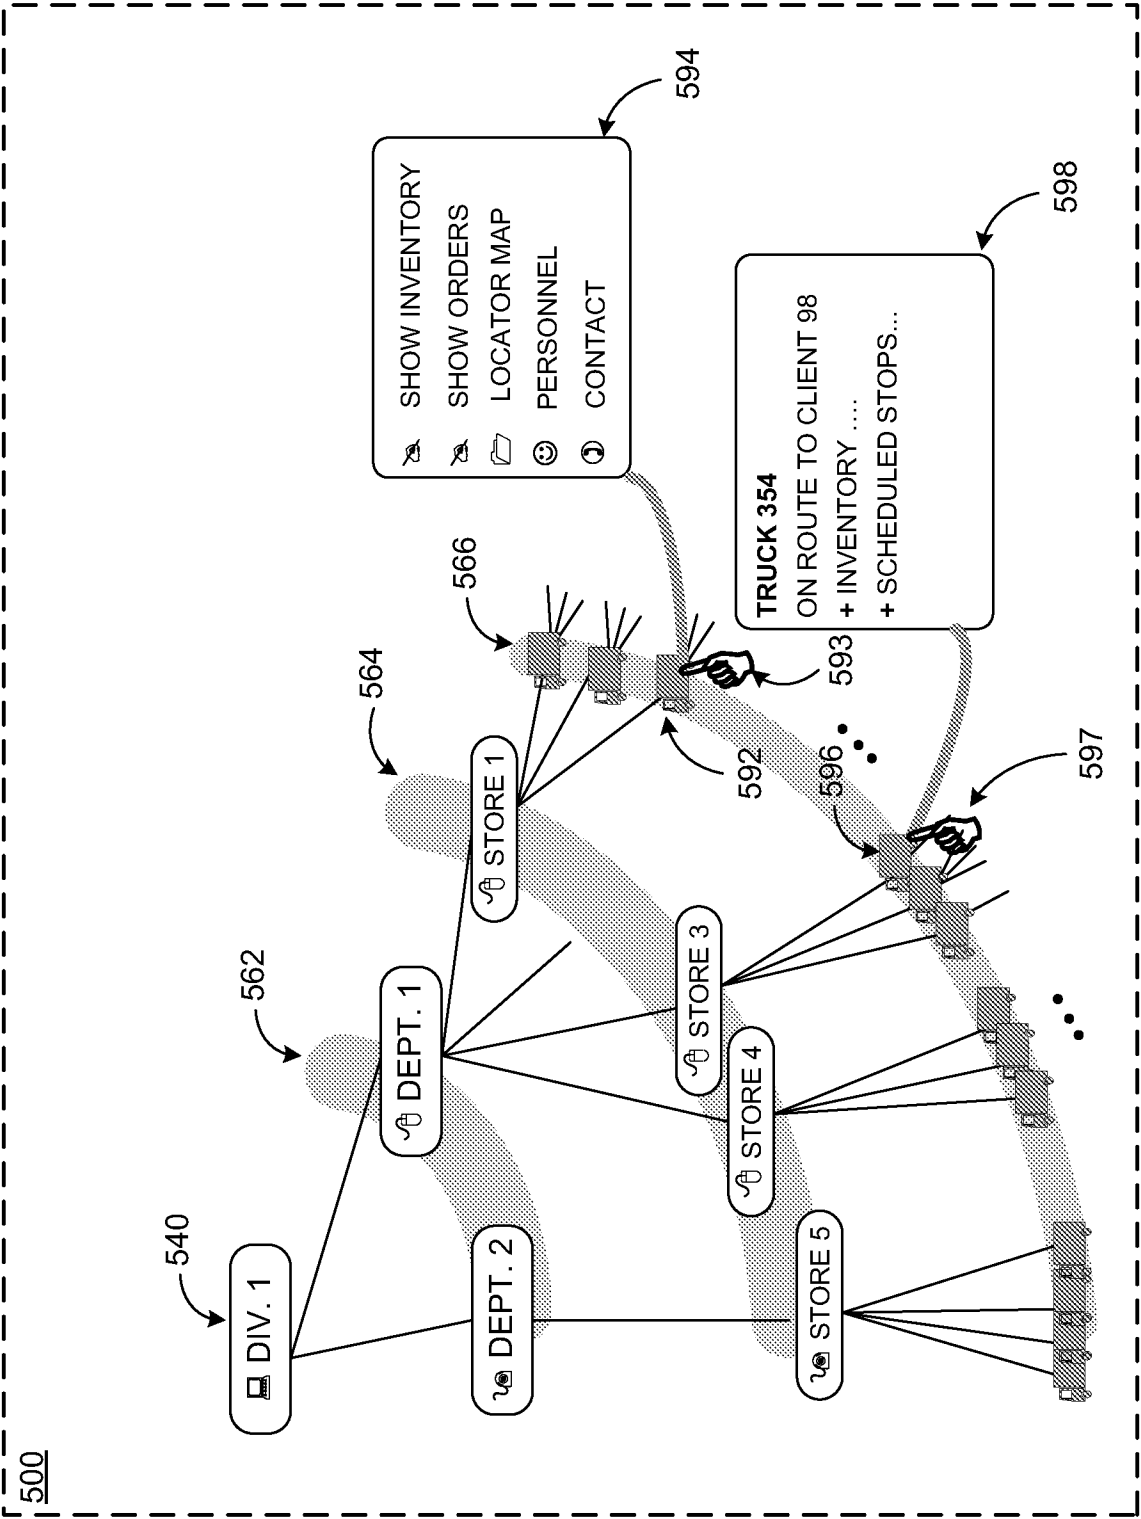 500
540
DIV. 1
562
DEPT. 1
DEPT. 2
564
STORE 1
STORE 3
STORE 4
STORE 5
566
592
593
594
SHOW INVENTORY
SHOW ORDERS
LOCATOR MAP
PERSONNEL
CONTACT
596
597
598
TRUCK 354
ON ROUTE TO CLIENT 98
+ INVENTORY ....
+ SCHEDULED STOPS...